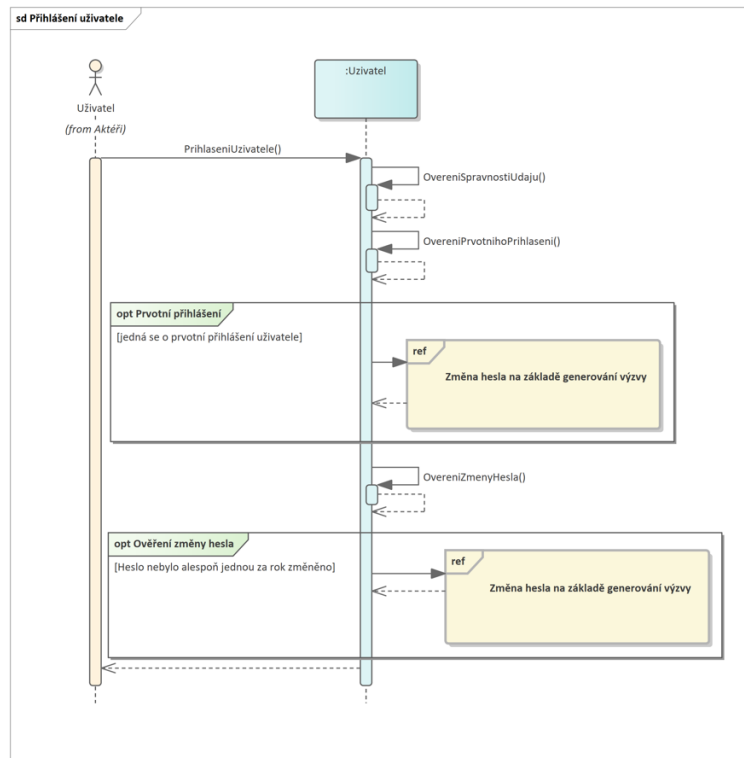 sd Přihlášení uživatele
:Uzivatel
Uživatel
(from Aktéři)
PrihlaseniUzivatele()
OvereniSpravnostiUdaju()
OvereniPrvotnihoPrihlaseni()
opt Prvotní přihlášení
[jedná se o prvotní přihlášení uživatele]
ref
Změna hesla na základě generování výzvy
OvereniZmenyHesla()
opt Ověření změny hesla
[Heslo nebylo alespoň jednou za rok změněno]
ref
Změna hesla na základě generování výzvy